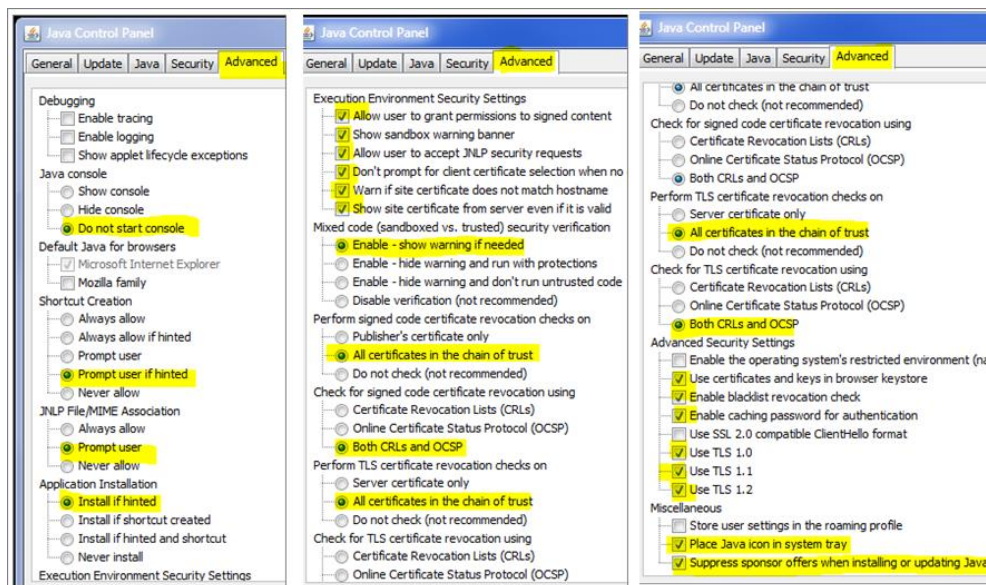 Java Control Panel
General Update Java Security Advanced
Debugging
Enable tracing
Enable logging
Show applet lifecycle exceptions
Java console
Show console
Hide console
Do not start console
Default Java for browsers
Microsoft Internet Explorer
Mozilla family
Shortcut Creation
Always allow
Always allow if hinted
Prompt user
Prompt user if hinted
Never allow
JNLP File/MIME Association
Always allow
Prompt user
Never allow
Application Installation
Install if hinted
Install if shortcut created
Install if hinted and shortcut
Never install
Execution Environment Security Settings
Java Control Panel
General Update Java Security Advanced
Execution Environment Security Settings
Allow user to grant permissions to signed content
Show sandbox warning banner
Allow user to accept JNLP security requests
Don't prompt for client certificate selection when no
Warn if site certificate does not match hostname
Show site certificate from server even if it is valid
Mixed code (sandboxed vs. trusted) security verification
Enable - show warning if needed
Enable - hide warning and run with protections
Enable - hide warning and don't run untrusted code
Disable verification (not recommended)
Perform signed code certificate revocation checks on
Publisher's certificate only
All certificates in the chain of trust
Do not check (not recommended)
Check for signed code certificate revocation using
Certificate Revocation Lists (CRLs)
Online Certificate Status Protocol (OCSP)
Both CRLs and OCSP
Perform TLS certificate revocation checks on
Server certificate only
All certificates in the chain of trust
Do not check (not recommended)
Check for TLS certificate revocation using
Certificate Revocation Lists (CRLs)
Online Certificate Status Protocol (OCSP)
Java Control Panel
General Update Java Security Advanced
All certificates in the chain of trust
Do not check (not recommended)
Check for signed code certificate revocation using
Certificate Revocation Lists (CRLs)
Online Certificate Status Protocol (OCSP)
Both CRLs and OCSP
Perform TLS certificate revocation checks on
Server certificate only
All certificates in the chain of trust
Do not check (not recommended)
Check for TLS certificate revocation using
Certificate Revocation Lists (CRLs)
Online Certificate Status Protocol (OCSP)
Both CRLs and OCSP
Advanced Security Settings
Enable the operating system's restricted environment (na
Use certificates and keys in browser keystore
Enable blacklist revocation check
Enable caching password for authentication
Use SSL 2.0 compatible ClientHello format
Use TLS 1.0
Use TLS 1.1
Use TLS 1.2
Miscellaneous
Store user settings in the roaming profile
Place Java icon in system tray
Suppress sponsor offers when installing or updating Java